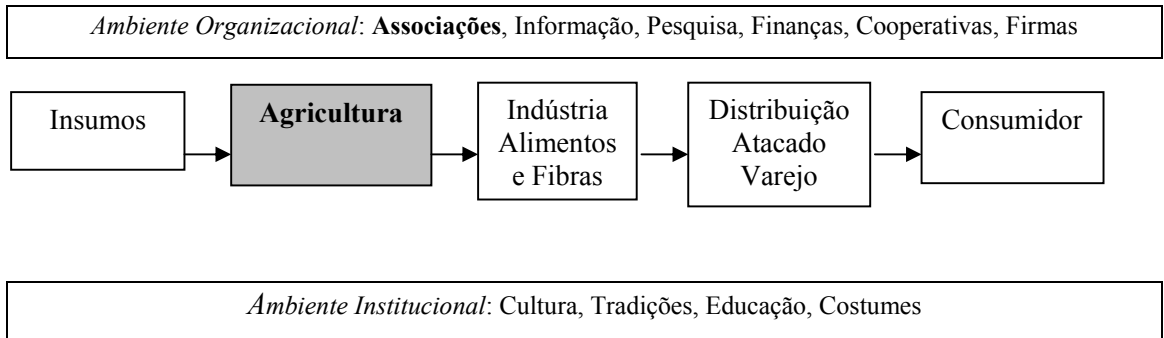 Ambiente Organizacional: Associações, Informação, Pesquisa, Finanças, Cooperativas, Firmas
Insumos
Agricultura
Indústria
Alimentos
e Fibras
Distribuição
Atacado
Varejo
Consumidor
Ambiente Institucional: Cultura, Tradições, Educação, Costumes